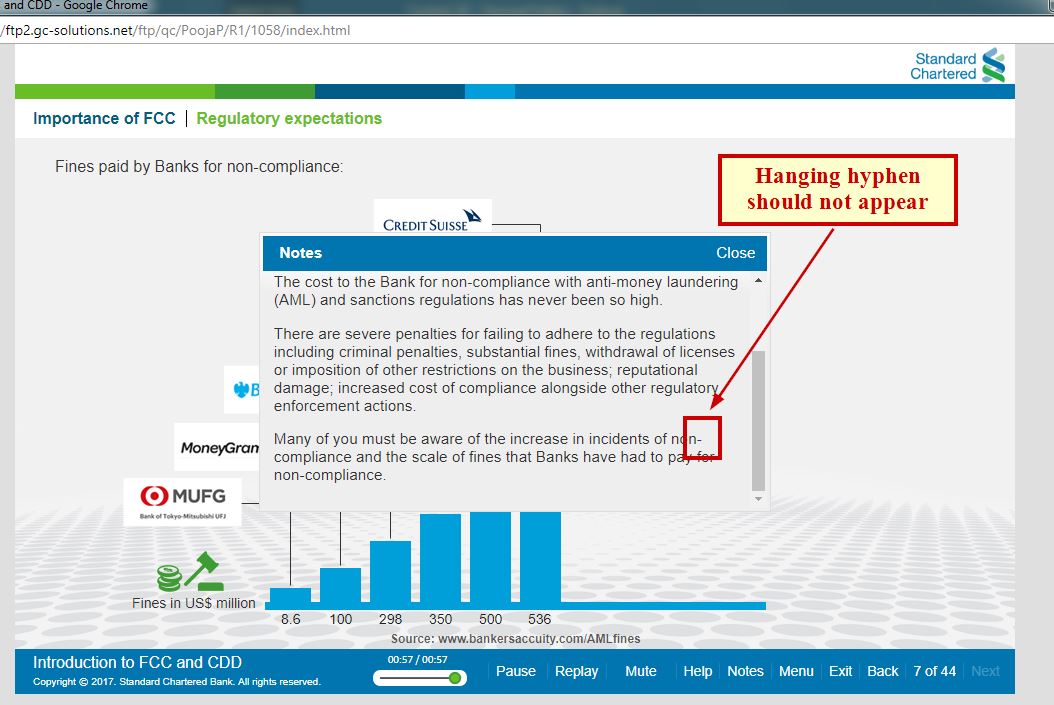 and CDD - Google Chrome
/ftp2.gc-solutions.net/ftp/qc/PoojaP/R1/1058/index.html
Standard
Chartered
Importance of FCC | Regulatory expectations
Fines paid by Banks for non-compliance:
Hanging hyphen
should not appear
CREDIT SUISSE
Notes Close
The cost to the Bank for non-compliance with anti-money laundering
(AML) and sanctions regulations has never been so high.
There are severe penalties for failing to adhere to the regulations
including criminal penalties, substantial fines, withdrawal of licenses
or imposition of other restrictions on the business; reputational
damage; increased cost of compliance alongside other regulatory
enforcement actions.
Many of you must be aware of the increase in incidents of non-
compliance and the scale of fines that Banks have had to pay for
non-compliance.
B
MoneyGram
MUFG
Bank of Tokyo-Mitsubishi UFJ
Fines in US$ million
8.6 100 298 350 500 536
Source: www.bankersaccuity.com/AMLfines
Introduction to FCC and CDD
Copyright © 2017. Standard Chartered Bank. All rights reserved.
00:57 / 00:57
Pause Replay Mute Help Notes Menu Exit Back 7 of 44 Next